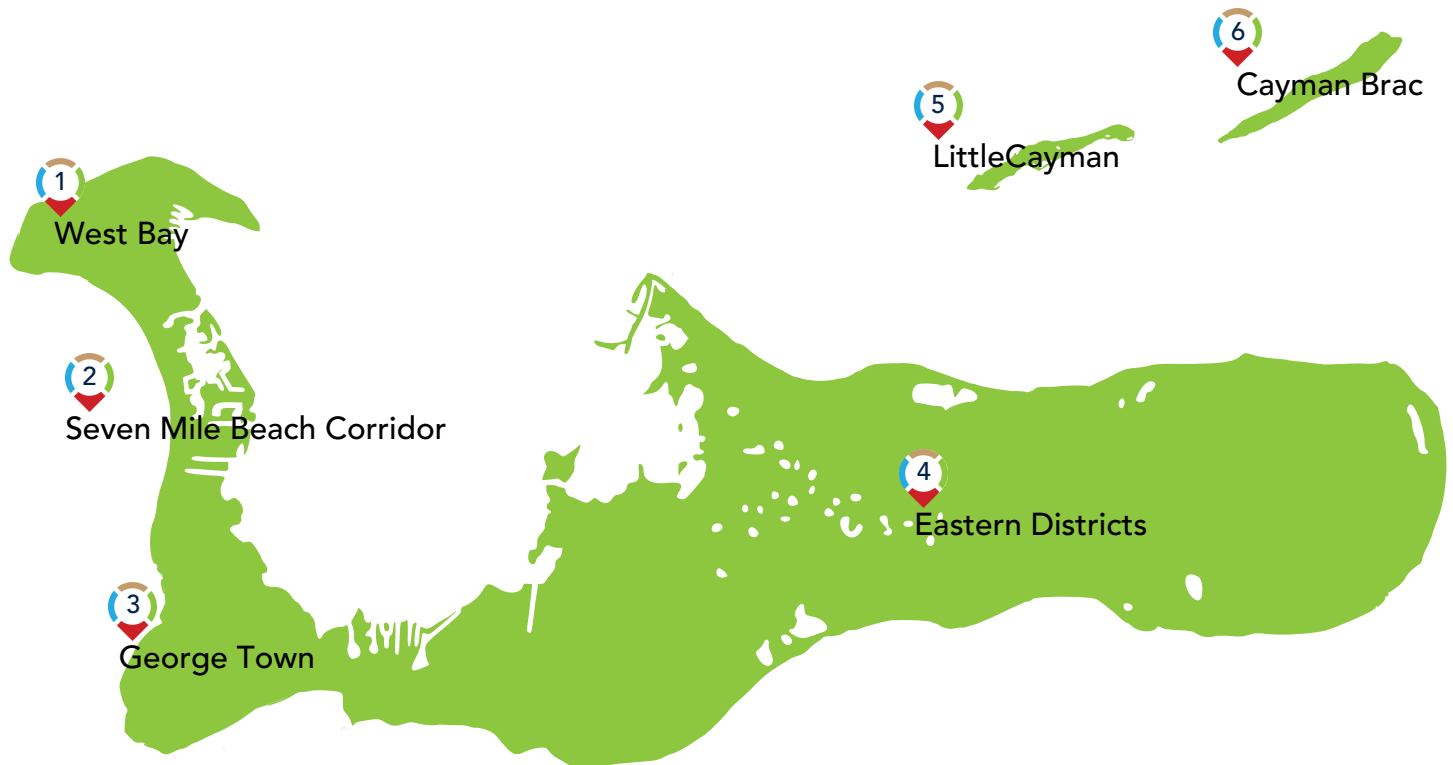 6
Cayman Brac
5
LittleCayman
1
West Bay
2
Seven Mile Beach Corridor
4
Eastern Districts
3
George Town